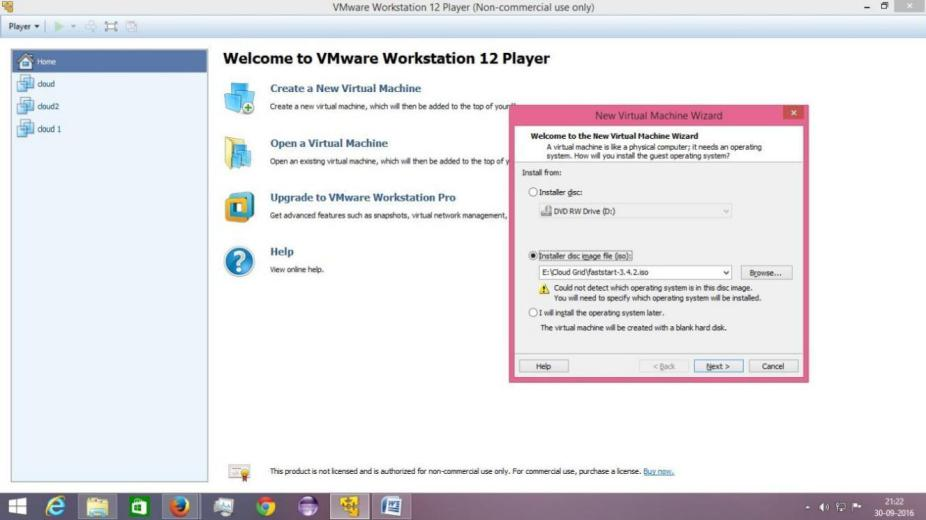 VMware Workstation 12 Player (Non-commercial use only)
Player
Home
cloud
cloud2
cloud 1
Welcome to VMware Workstation 12 Player
Create a New Virtual Machine
Create a new virtual machine, which will then be added to the top of your
Open a Virtual Machine
Open an existing virtual machine, which will then be added to the top of y
Upgrade to VMware Workstation Pro
Get advanced features such as snapshots, virtual network management,
Help
View online help.
New Virtual Machine Wizard
Welcome to the New Virtual Machine Wizard
A virtual machine is like a physical computer; it needs an operating
system. How will you install the guest operating system?
Install from:
Installer disc:
DVD RW Drive (D:)
Installer disc image file (iso):
E:\Cloud Grid\faststart-3.4.2.iso
Browse...
Could not detect which operating system is in this disc image.
You will need to specify which operating system will be installed.
I will install the operating system later.
The virtual machine will be created with a blank hard disk.
Help
< Back
Next >
Cancel
This product is not licensed and is authorized for non-commercial use only. For commercial use, purchase a license. Buy now.
21:22
30-09-2016